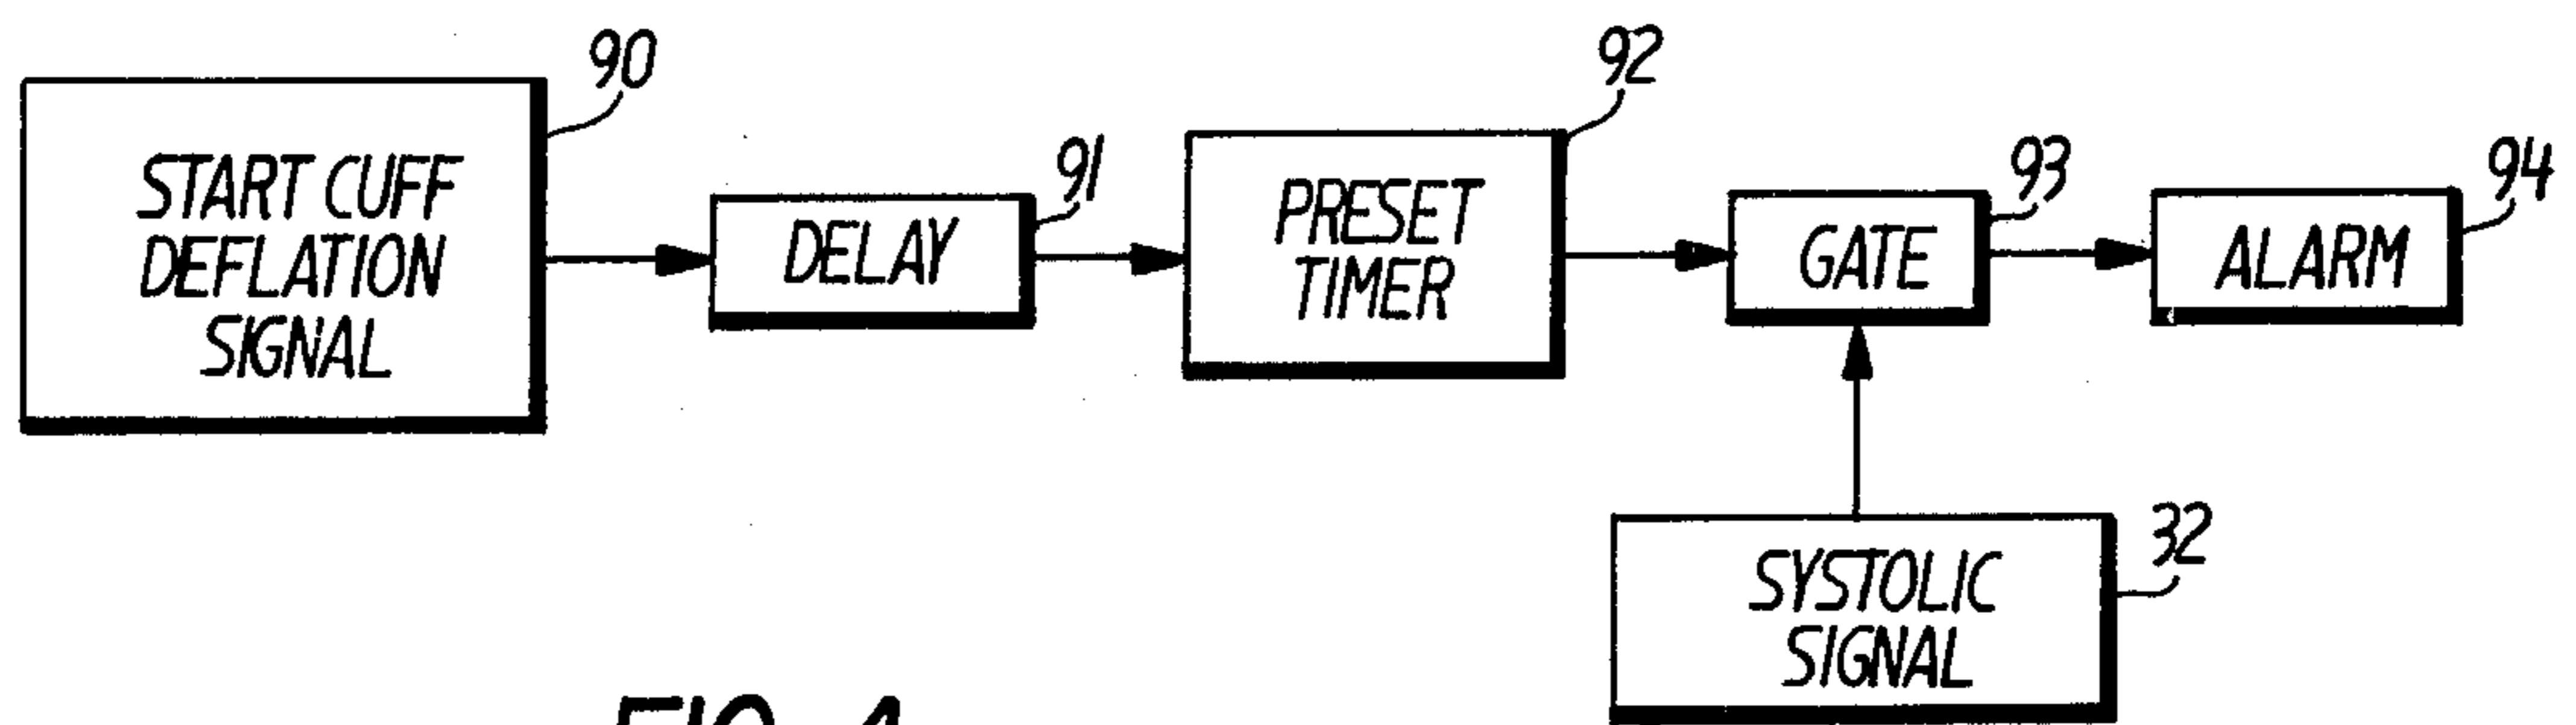 90
START CUFF
DEFLATION
SIGNAL
91
DELAY
92
PRESET
TIMER
93
GATE
94
ALARM
32
SYSTOLIC
SIGNAL